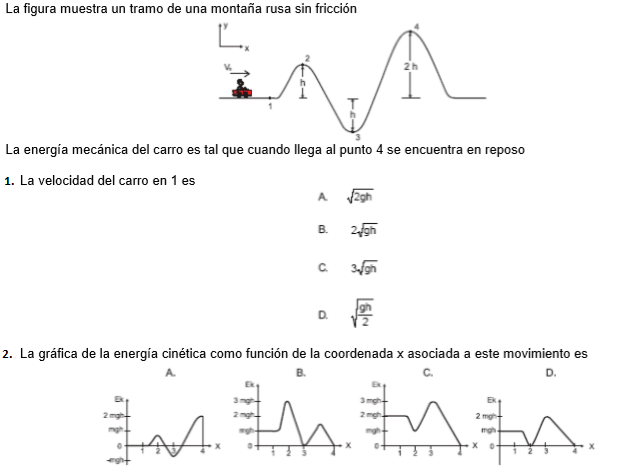 La figura muestra un tramo de una montaña rusa sin fricción
y
x
V₀
1
2
h
h
3
2 h
4
La energía mecánica del carro es tal que cuando llega al punto 4 se encuentra en reposo
1. La velocidad del carro en 1 es
A. √2gh
B. 2√gh
C. 3√gh
D. √gh/2
2. La gráfica de la energía cinética como función de la coordenada x asociada a este movimiento es
A. B. C. D.
Ek
2 mgh
mgh
0
-mgh
1 2 3 4 X
Ek
3 mgh
2 mgh
mgh
0
1 2 3 4 X
Ek
3 mgh
2 mgh
mgh
0
1 2 3 4 X
Ek
2 mgh
mgh
0
1 2 3 4 X